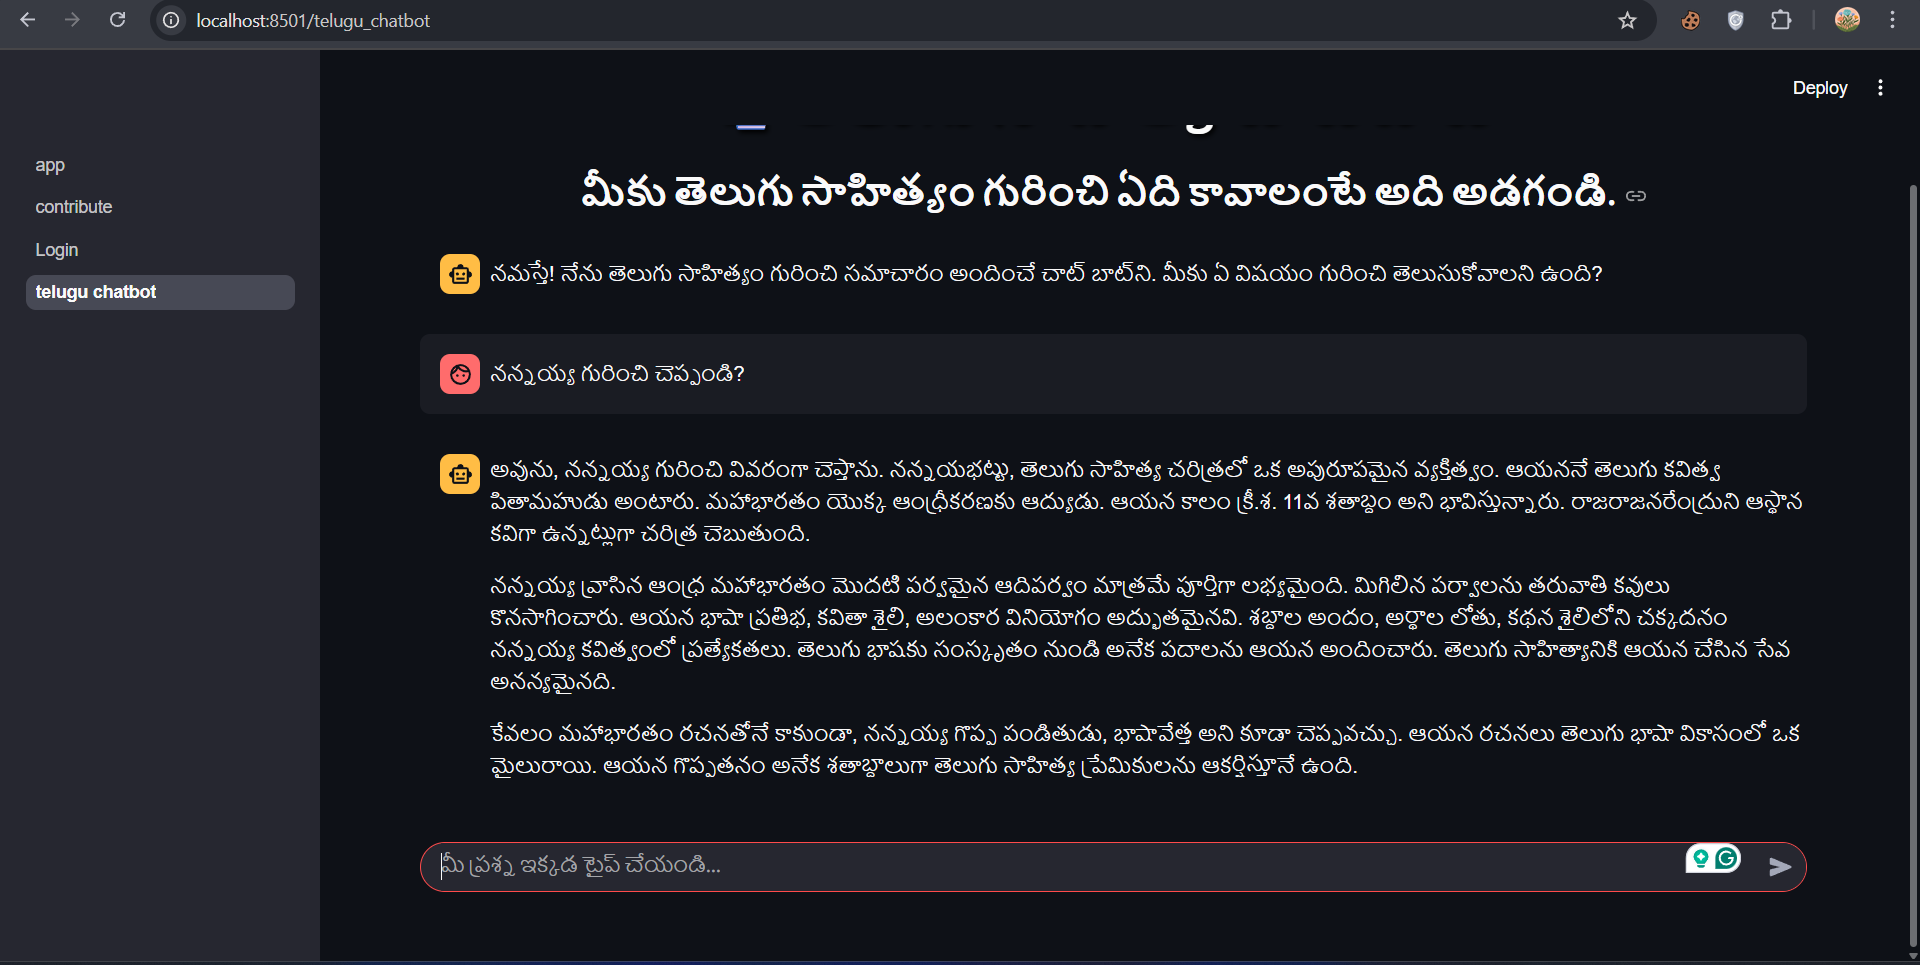 localhost:8501/telugu_chatbot
Deploy
app
contribute
Login
telugu chatbot
మీకు తెలుగు సాహిత్యం గురించి ఏది కావాలంటే అది అడగండి.
నమస్తే! నేను తెలుగు సాహిత్యం గురించి సమాచారం అందించే చాట్ బాట్‌ని. మీకు ఏ విషయం గురించి తెలుసుకోవాలని ఉంది?
నన్నయ్య గురించి చెప్పండి?
అవును, నన్నయ్య గురించి వివరంగా చెప్తాను. నన్నయభట్టు, తెలుగు సాహిత్య చరిత్రలో ఒక అపురూపమైన వ్యక్తిత్వం. ఆయననే తెలుగు కవిత్వ
పితామహుడు అంటారు. మహాభారతం యొక్క ఆంధ్రీకరణకు ఆద్యుడు. ఆయన కాలం క్రీ.శ. 11వ శతాబ్దం అని భావిస్తున్నారు. రాజరాజనరేంద్రుని ఆస్థాన
కవిగా ఉన్నట్లుగా చరిత్ర చెబుతుంది.
నన్నయ్య వ్రాసిన ఆంధ్ర మహాభారతం మొదటి పర్వమైన ఆదిపర్వం మాత్రమే పూర్తిగా లభ్యమైంది. మిగిలిన పర్వాలను తరువాతి కవులు
కొనసాగించారు. ఆయన భాషా ప్రతిభ, కవితా శైలి, అలంకార వినియోగం అద్భుతమైనవి. శబ్దాల అందం, అర్థాల లోతు, కథన శైలిలోని చక్కదనం
నన్నయ్య కవిత్వంలో ప్రత్యేకతలు. తెలుగు భాషకు సంస్కృతం నుండి అనేక పదాలను ఆయన అందించారు. తెలుగు సాహిత్యానికి ఆయన చేసిన సేవ
అనన్యమైనది.
కేవలం మహాభారతం రచనతోనే కాకుండా, నన్నయ్య గొప్ప పండితుడు, భాషావేత్త అని కూడా చెప్పవచ్చు. ఆయన రచనలు తెలుగు భాషా వికాసంలో ఒక
మైలురాయి. ఆయన గొప్పతనం అనేక శతాబ్దాలుగా తెలుగు సాహిత్య ప్రేమికులను ఆకర్షిస్తూనే ఉంది.
మీ ప్రశ్న ఇక్కడ టైప్ చేయండి...